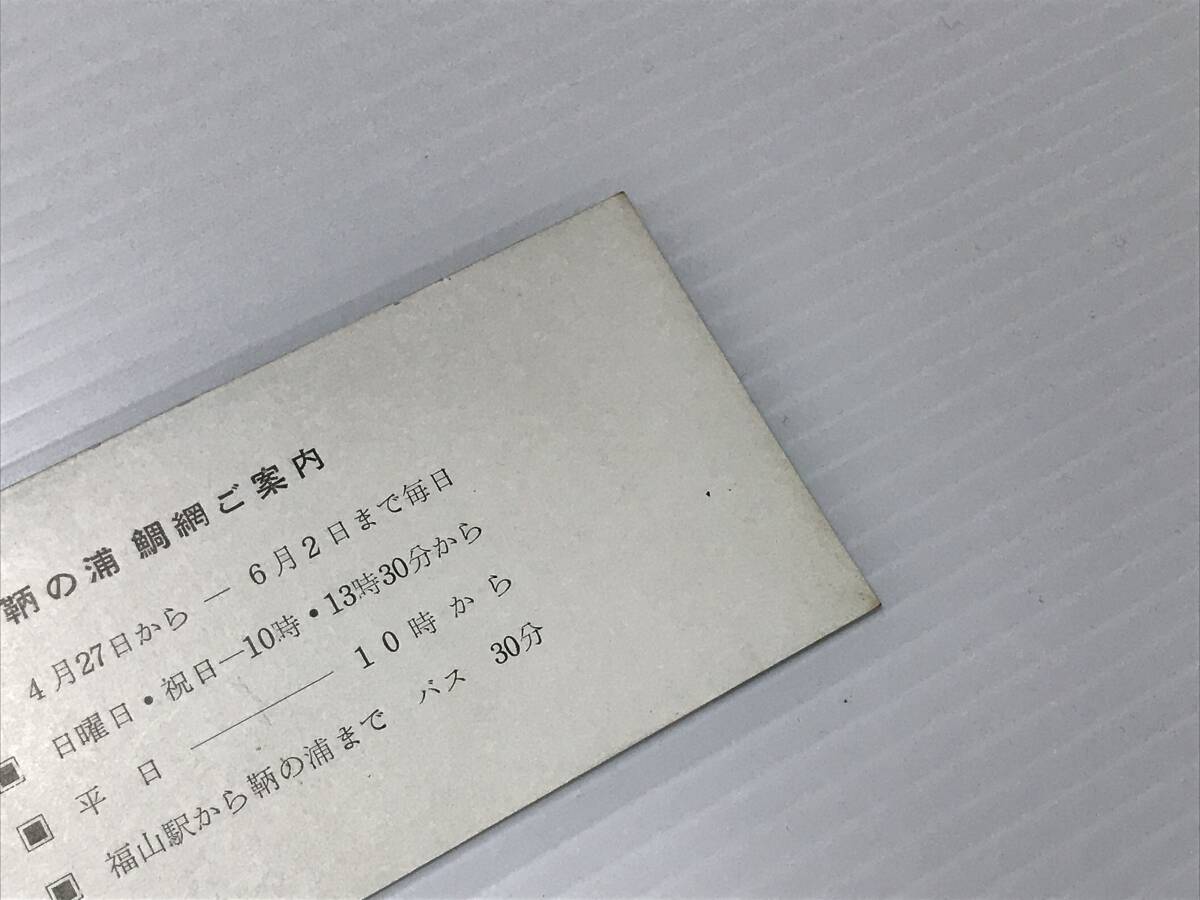 鞆の浦 鯛網ご案内
4月27日から ― 6月2日まで毎日
▣ 日曜日・祝日―10時・13時30分から
▣ 平日 ――― 10時から
▣ 福山駅から鞆の浦まで バス 30分